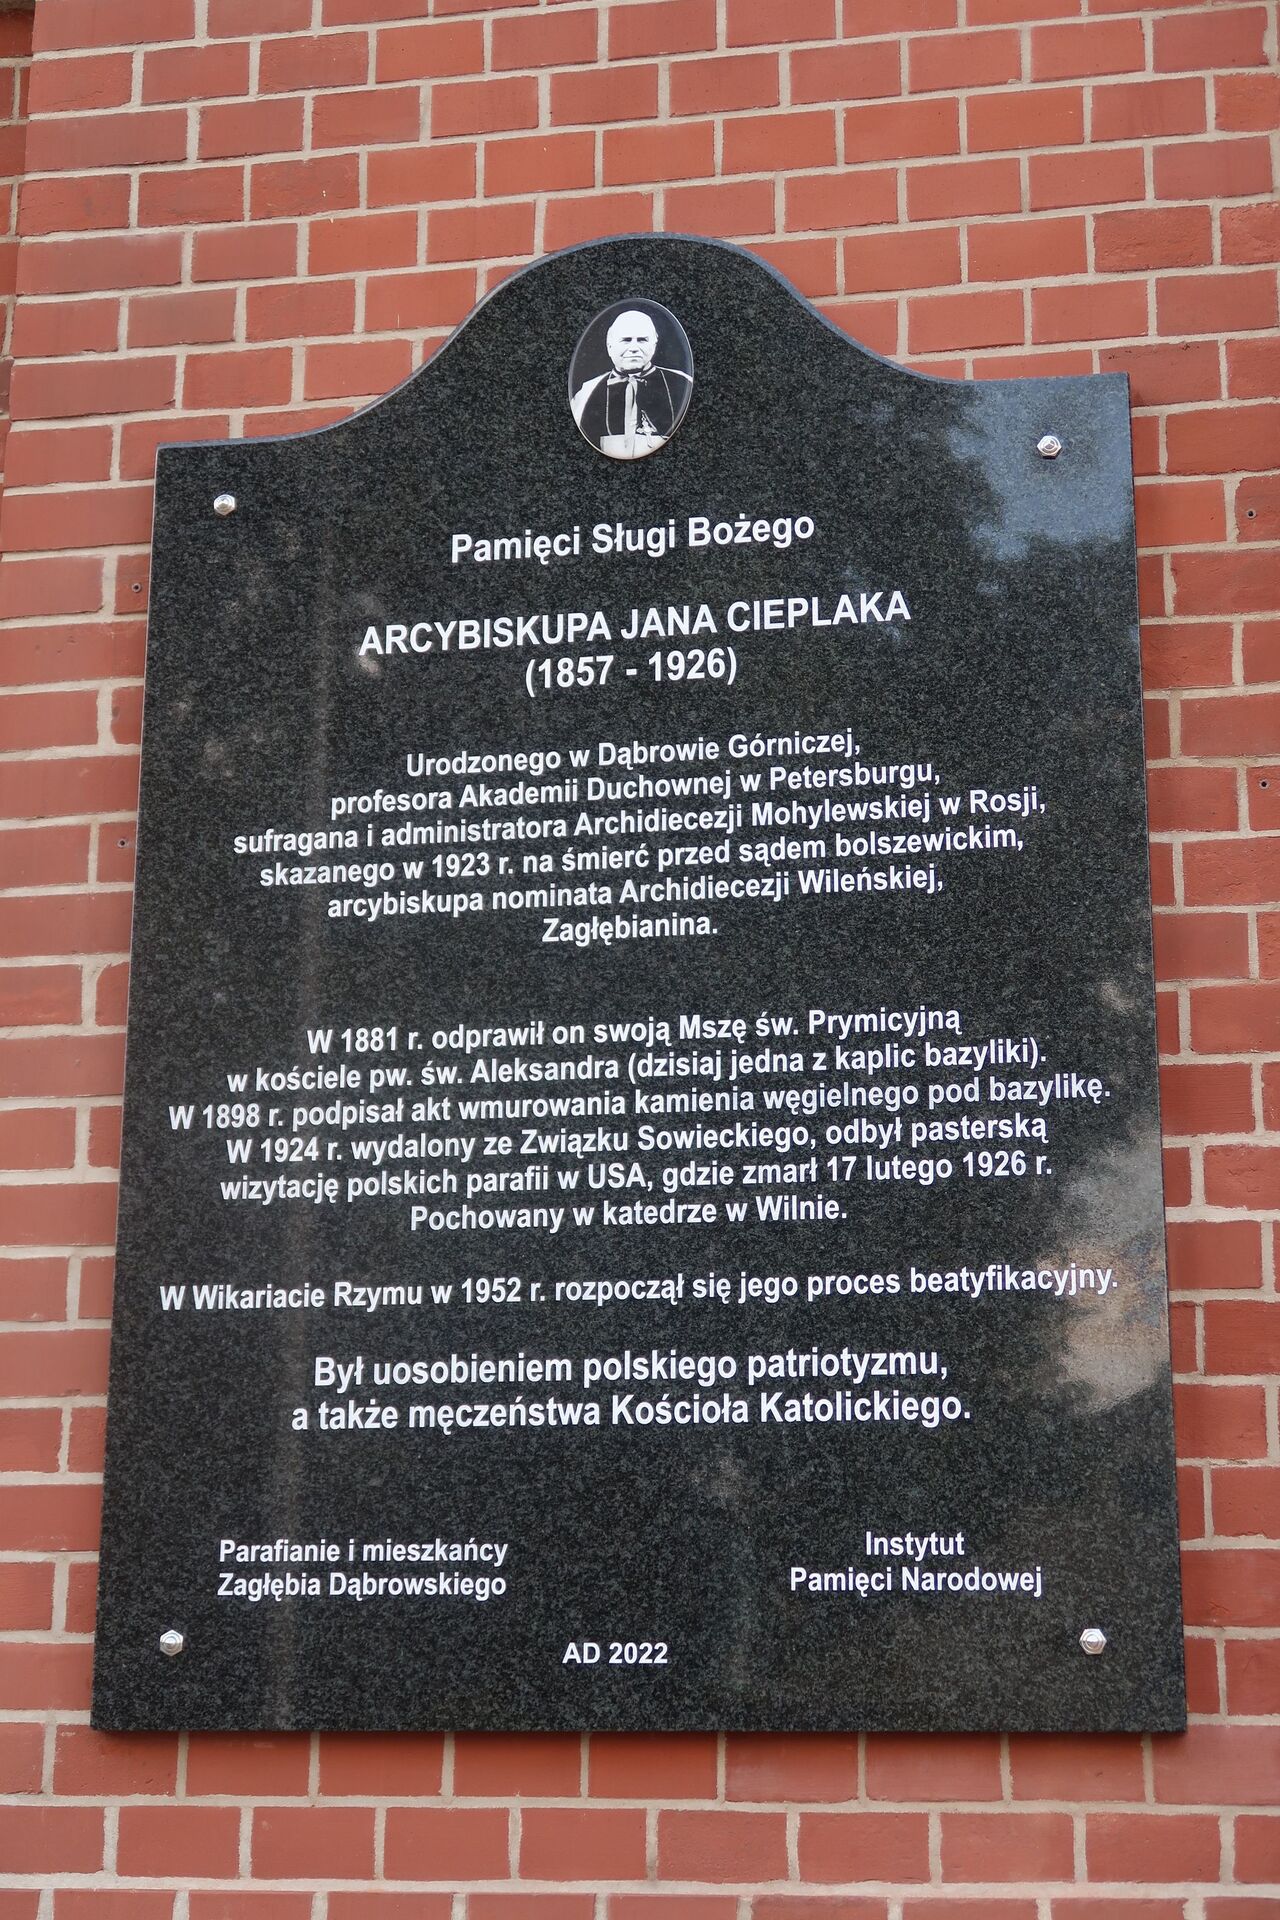 Pamięci Sługi Bożego
ARCYBISKUPA JANA CIEPLAKA
(1857 - 1926)
Urodzonego w Dąbrowie Górniczej,
profesora Akademii Duchownej w Petersburgu,
sufragana i administratora Archidiecezji Mohylewskiej w Rosji,
skazanego w 1923 r. na śmierć przed sądem bolszewickim,
arcybiskupa nominata Archidiecezji Wileńskiej,
Zagłębianina.
W 1881 r. odprawił on swoją Mszę św. Prymicyjną
w kościele pw. św. Aleksandra (dzisiaj jedna z kaplic bazyliki).
W 1898 r. podpisał akt wmurowania kamienia węgielnego pod bazylikę.
W 1924 r. wydalony ze Związku Sowieckiego, odbył pasterską
wizytację polskich parafii w USA, gdzie zmarł 17 lutego 1926 r.
Pochowany w katedrze w Wilnie.
W Wikariacie Rzymu w 1952 r. rozpoczął się jego proces beatyfikacyjny.
Był uosobieniem polskiego patriotyzmu,
a także męczeństwa Kościoła Katolickiego.
Parafianie i mieszkańcy
Zagłębia Dąbrowskiego
Instytut
Pamięci Narodowej
AD 2022